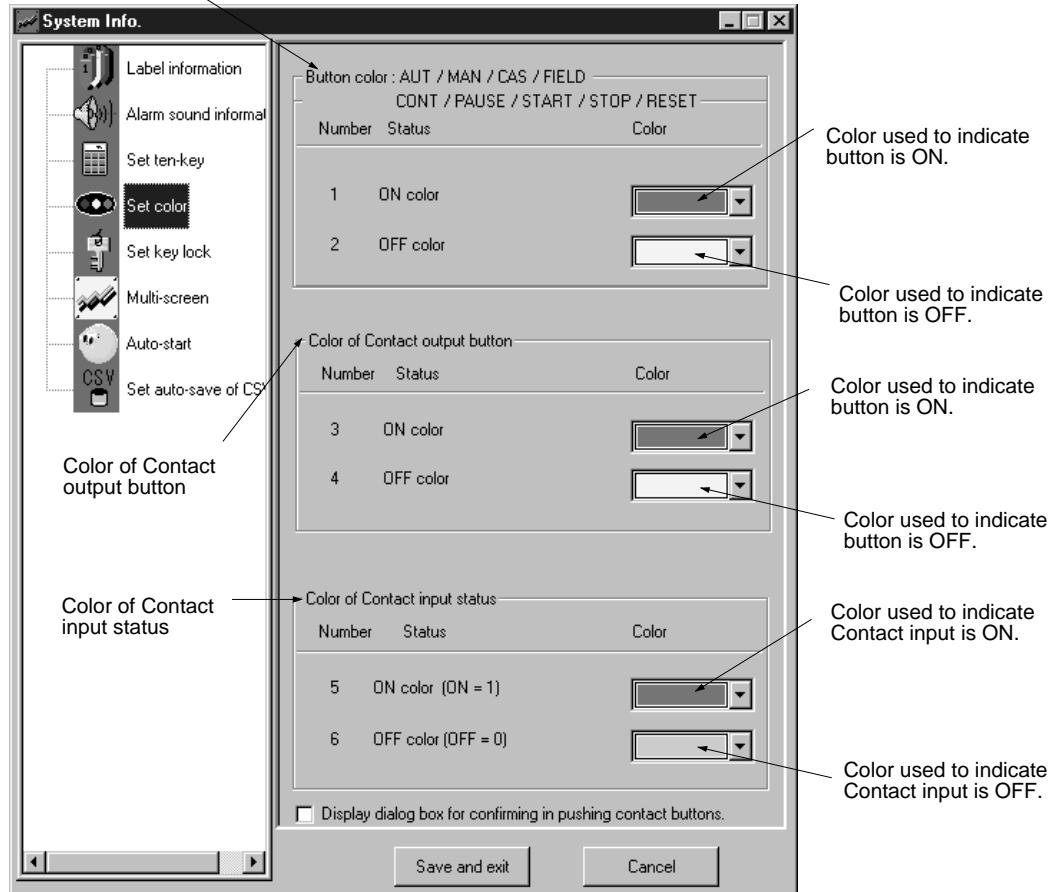 System Info.
Label information
Alarm sound informat
Set ten-key
Set color
Set key lock
Multi-screen
Auto-start
CSV
Set auto-save of CSV
Button color : AUT / MAN / CAS / FIELD
CONT / PAUSE / START / STOP / RESET
Number Status Color
1 ON color
2 OFF color
Color used to indicate
button is ON.
Color used to indicate
button is OFF.
Color of Contact output button
Number Status Color
3 ON color
4 OFF color
Color of Contact
output button
Color used to indicate
button is ON.
Color used to indicate
button is OFF.
Color of Contact input status
Number Status Color
5 ON color (ON = 1)
6 OFF color (OFF = 0)
Color of Contact
input status
Color used to indicate
Contact input is ON.
Color used to indicate
Contact input is OFF.
Display dialog box for confirming in pushing contact buttons.
Save and exit
Cancel